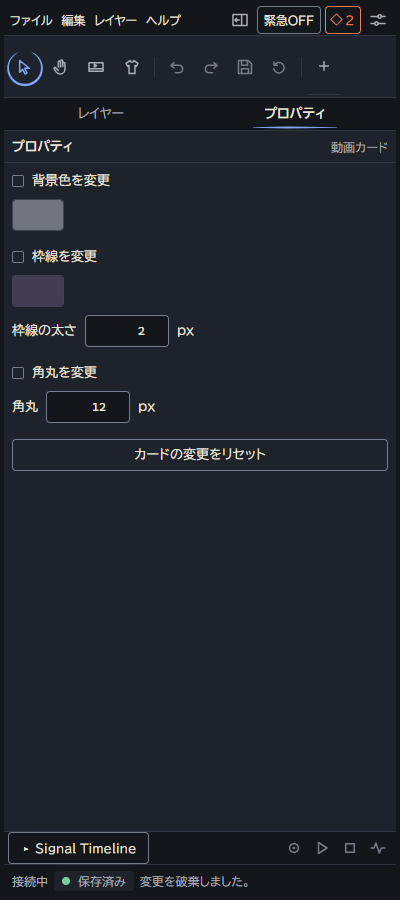 ファイル 編集 レイヤー ヘルプ 緊急OFF 2
レイヤー プロパティ
プロパティ 動画カード
背景色を変更
枠線を変更
枠線の太さ 2 px
角丸を変更
角丸 12 px
カードの変更をリセット
Signal Timeline
接続中 保存済み 変更を破棄しました。